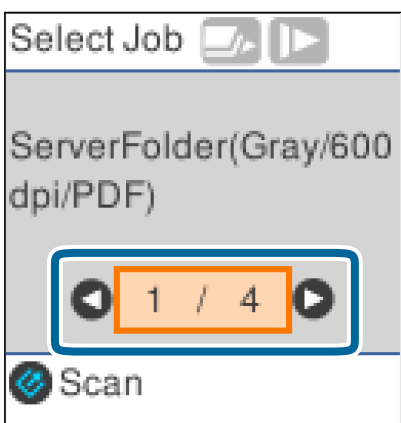 Select Job
ServerFolder(Gray/600
dpi/PDF)
1 / 4
Scan